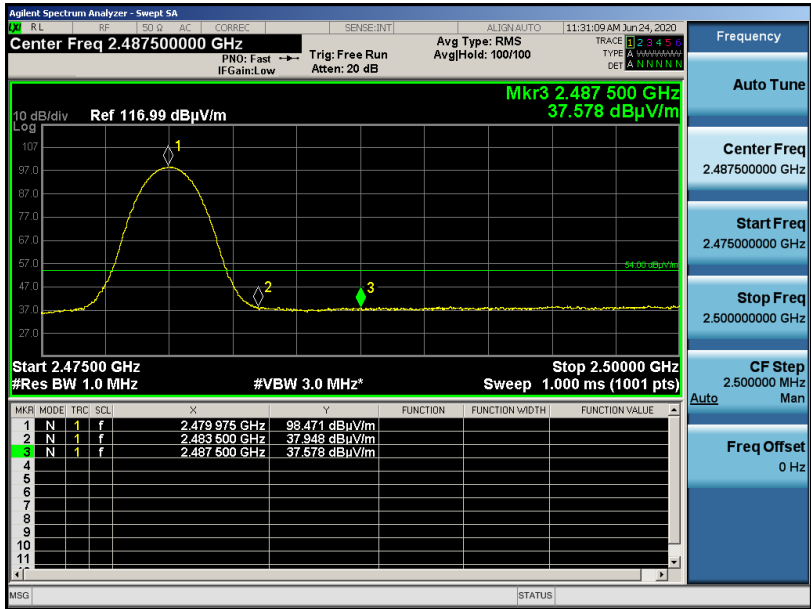 Agilent Spectrum Analyzer - Swept SA
LXI RL RF 50 Ω AC CORREC SENSE:INT ALIGN AUTO 11:31:09 AM Jun 24, 2020
Center Freq 2.487500000 GHz
PNO: Fast
IFGain:Low
Trig: Free Run
Atten: 20 dB
Avg Type: RMS
Avg|Hold: 100/100
TRACE 1 2 3 4 5 6
TYPE A
DET A N N N N N
Mkr3 2.487 500 GHz
37.578 dBµV/m
10 dB/div Ref 116.99 dBµV/m
Log
107
97.0
87.0
77.0
67.0
57.0
47.0
37.0
27.0
1
2
3
54.00 dBµV/m
Start 2.47500 GHz Stop 2.50000 GHz
#Res BW 1.0 MHz #VBW 3.0 MHz* Sweep 1.000 ms (1001 pts)
MKR MODE TRC SCL X Y FUNCTION FUNCTION WIDTH FUNCTION VALUE
1 N 1 f 2.479 975 GHz 98.471 dBµV/m
2 N 1 f 2.483 500 GHz 37.948 dBµV/m
3 N 1 f 2.487 500 GHz 37.578 dBµV/m
4
5
6
7
8
9
10
11
MSG STATUS
Frequency
Auto Tune
Center Freq
2.487500000 GHz
Start Freq
2.475000000 GHz
Stop Freq
2.500000000 GHz
CF Step
2.500000 MHz
Auto Man
Freq Offset
0 Hz